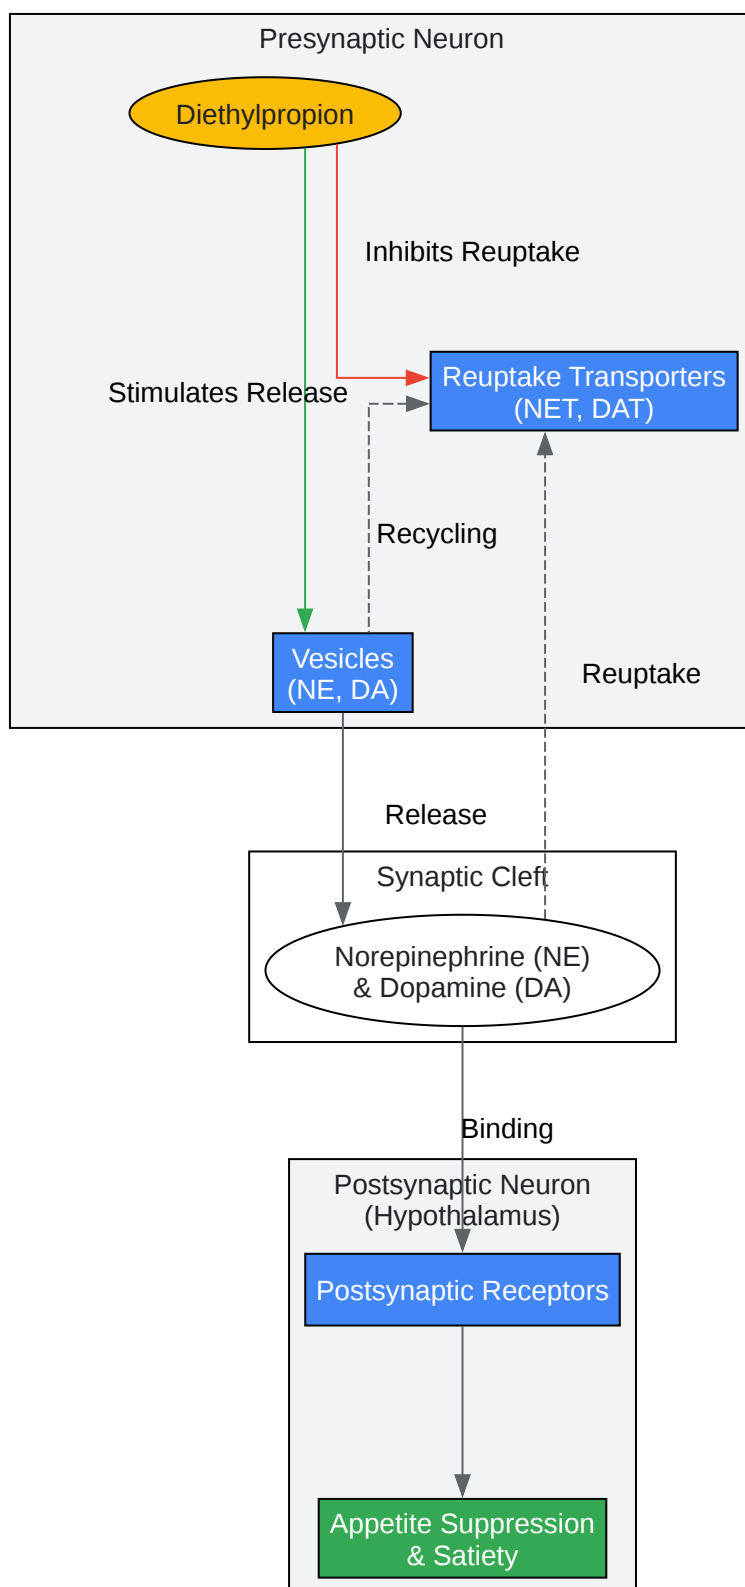 Presynaptic Neuron
Diethylpropion
Inhibits Reuptake
Reuptake Transporters
(NET, DAT)
Stimulates Release
Recycling
Vesicles
(NE, DA)
Reuptake
Release
Synaptic Cleft
Norepinephrine (NE)
& Dopamine (DA)
Binding
Postsynaptic Neuron
(Hypothalamus)
Postsynaptic Receptors
Appetite Suppression
& Satiety